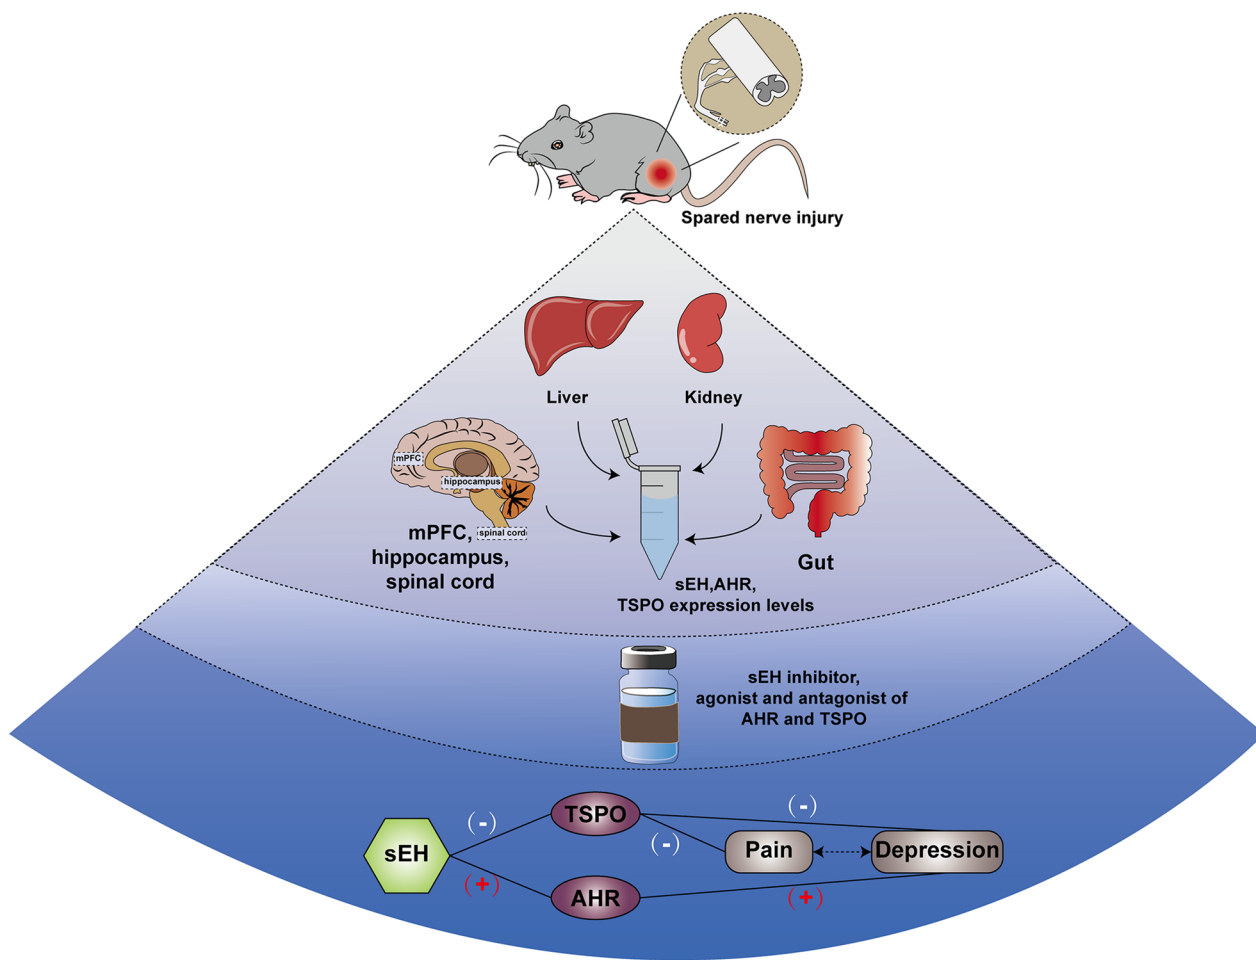 Spared nerve injury
Liver
Kidney
mPFC
hippocampus
spinal cord
mPFC,
hippocampus,
spinal cord
Gut
sEH,AHR,
TSPO expression levels
sEH inhibitor,
agonist and antagonist of
AHR and TSPO
TSPO
(-)
(-)
(-)
sEH
Pain
Depression
(+)
(+)
AHR